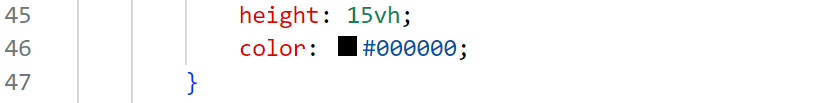 45 height: 15vh;
46 color: #000000;
47 }